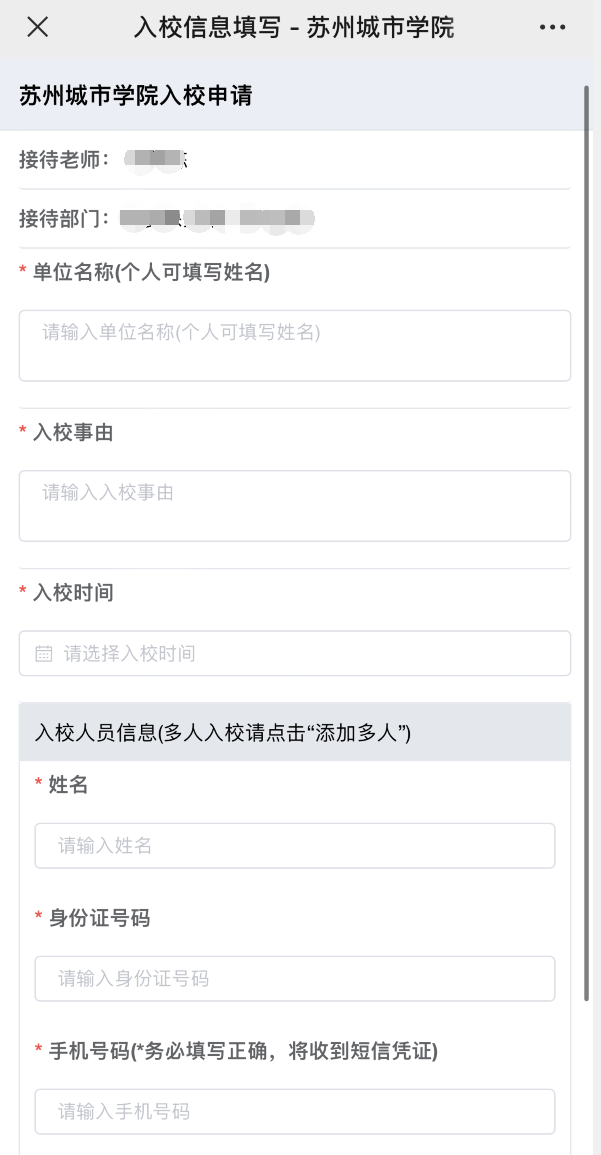 入校信息填写 - 苏州城市学院
苏州城市学院入校申请
接待老师：
接待部门：
* 单位名称(个人可填写姓名)
请输入单位名称(个人可填写姓名)
* 入校事由
请输入入校事由
* 入校时间
请选择入校时间
入校人员信息(多人入校请点击“添加多人”)
* 姓名
请输入姓名
* 身份证号码
请输入身份证号码
* 手机号码(*务必填写正确，将收到短信凭证)
请输入手机号码